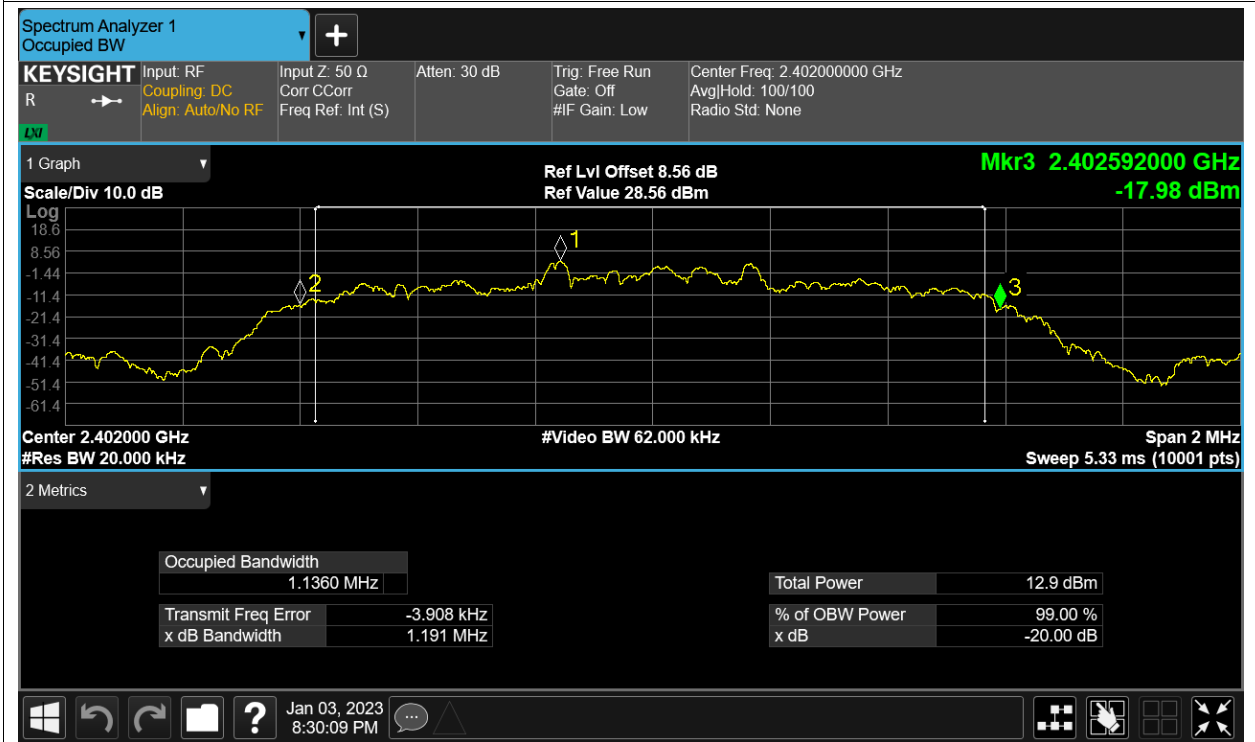 Spectrum Analyzer 1
Occupied BW
KEYSIGHT
R
LXI
Input: RF
Coupling: DC
Align: Auto/No RF
Input Z: 50 Ω
Corr CCorr
Freq Ref: Int (S)
Atten: 30 dB
Trig: Free Run
Gate: Off
#IF Gain: Low
Center Freq: 2.402000000 GHz
Avg|Hold: 100/100
Radio Std: None
1 Graph
Scale/Div 10.0 dB
Log
Ref Lvl Offset 8.56 dB
Ref Value 28.56 dBm
Mkr3 2.402592000 GHz
-17.98 dBm
18.6
8.56
-1.44
-11.4
-21.4
-31.4
-41.4
-51.4
-61.4
1
2
3
Center 2.402000 GHz
#Res BW 20.000 kHz
#Video BW 62.000 kHz
Span 2 MHz
Sweep 5.33 ms (10001 pts)
2 Metrics
Occupied Bandwidth
1.1360 MHz
Transmit Freq Error -3.908 kHz
x dB Bandwidth 1.191 MHz
Total Power 12.9 dBm
% of OBW Power 99.00 %
x dB -20.00 dB
?
Jan 03, 2023
8:30:09 PM